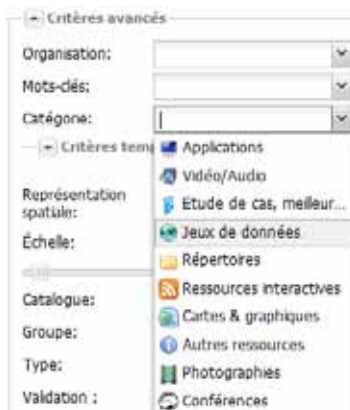 Critères avancés
Organisation:
Mots-clés:
Catégorie:
Applications
Critères temp
Vidéo/Audio
Etude de cas, meilleur...
Représentation
spatiale:
Jeux de données
Échelle:
Répertoires
Ressources interactives
Catalogue:
Cartes & graphiques
Groupe:
Autres ressources
Type:
Photographies
Validation :
Conférences